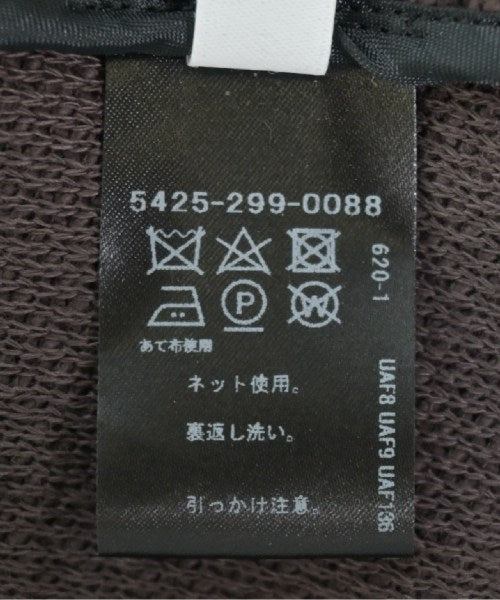 5425-299-0088
P
W
あて布使用
ネット使用。
裏返し洗い。
引っかけ注意。
620-1
UAF8 UAF9 UAF136